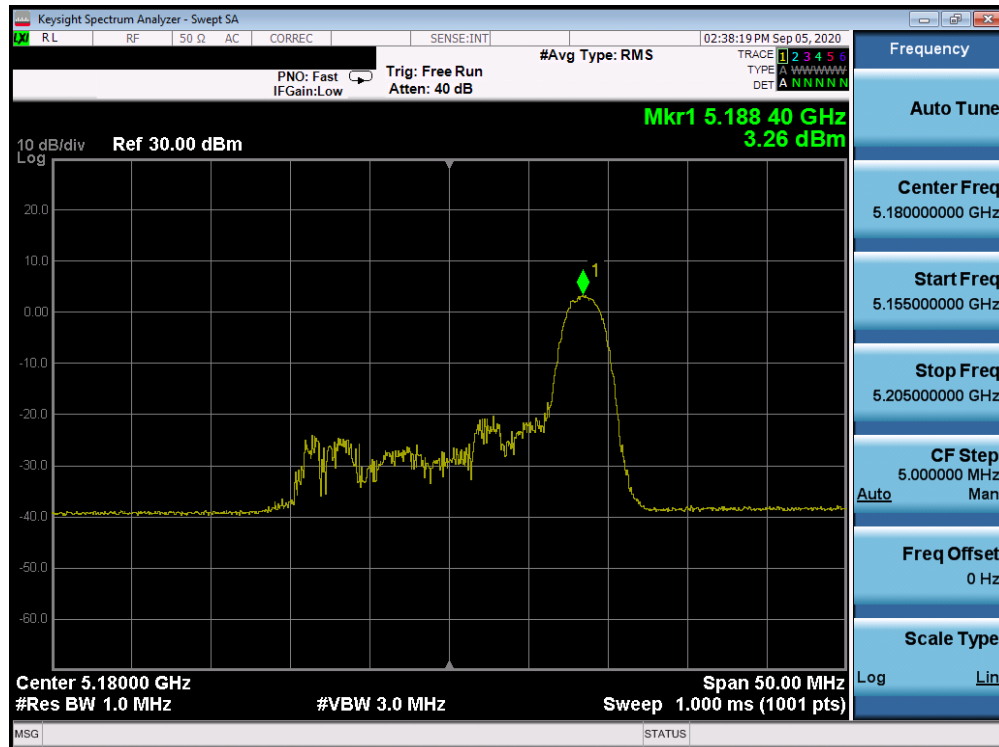 Keysight Spectrum Analyzer - Swept SA
LXI RL RF 50 Ω AC CORREC SENSE:INT 02:38:19 PM Sep 05, 2020
#Avg Type: RMS TRACE 1 2 3 4 5 6
PNO: Fast Trig: Free Run TYPE A WWWWW
IFGain:Low Atten: 40 dB DET A N N N N N
Mkr1 5.188 40 GHz
3.26 dBm
10 dB/div Ref 30.00 dBm
Log
20.0
10.0
1
0.00
-10.0
-20.0
-30.0
-40.0
-50.0
-60.0
Center 5.18000 GHz Span 50.00 MHz
#Res BW 1.0 MHz #VBW 3.0 MHz Sweep 1.000 ms (1001 pts)
MSG STATUS
Frequency
Auto Tune
Center Freq
5.180000000 GHz
Start Freq
5.155000000 GHz
Stop Freq
5.205000000 GHz
CF Step
5.000000 MHz
Auto Man
Freq Offset
0 Hz
Scale Type
Log Lin